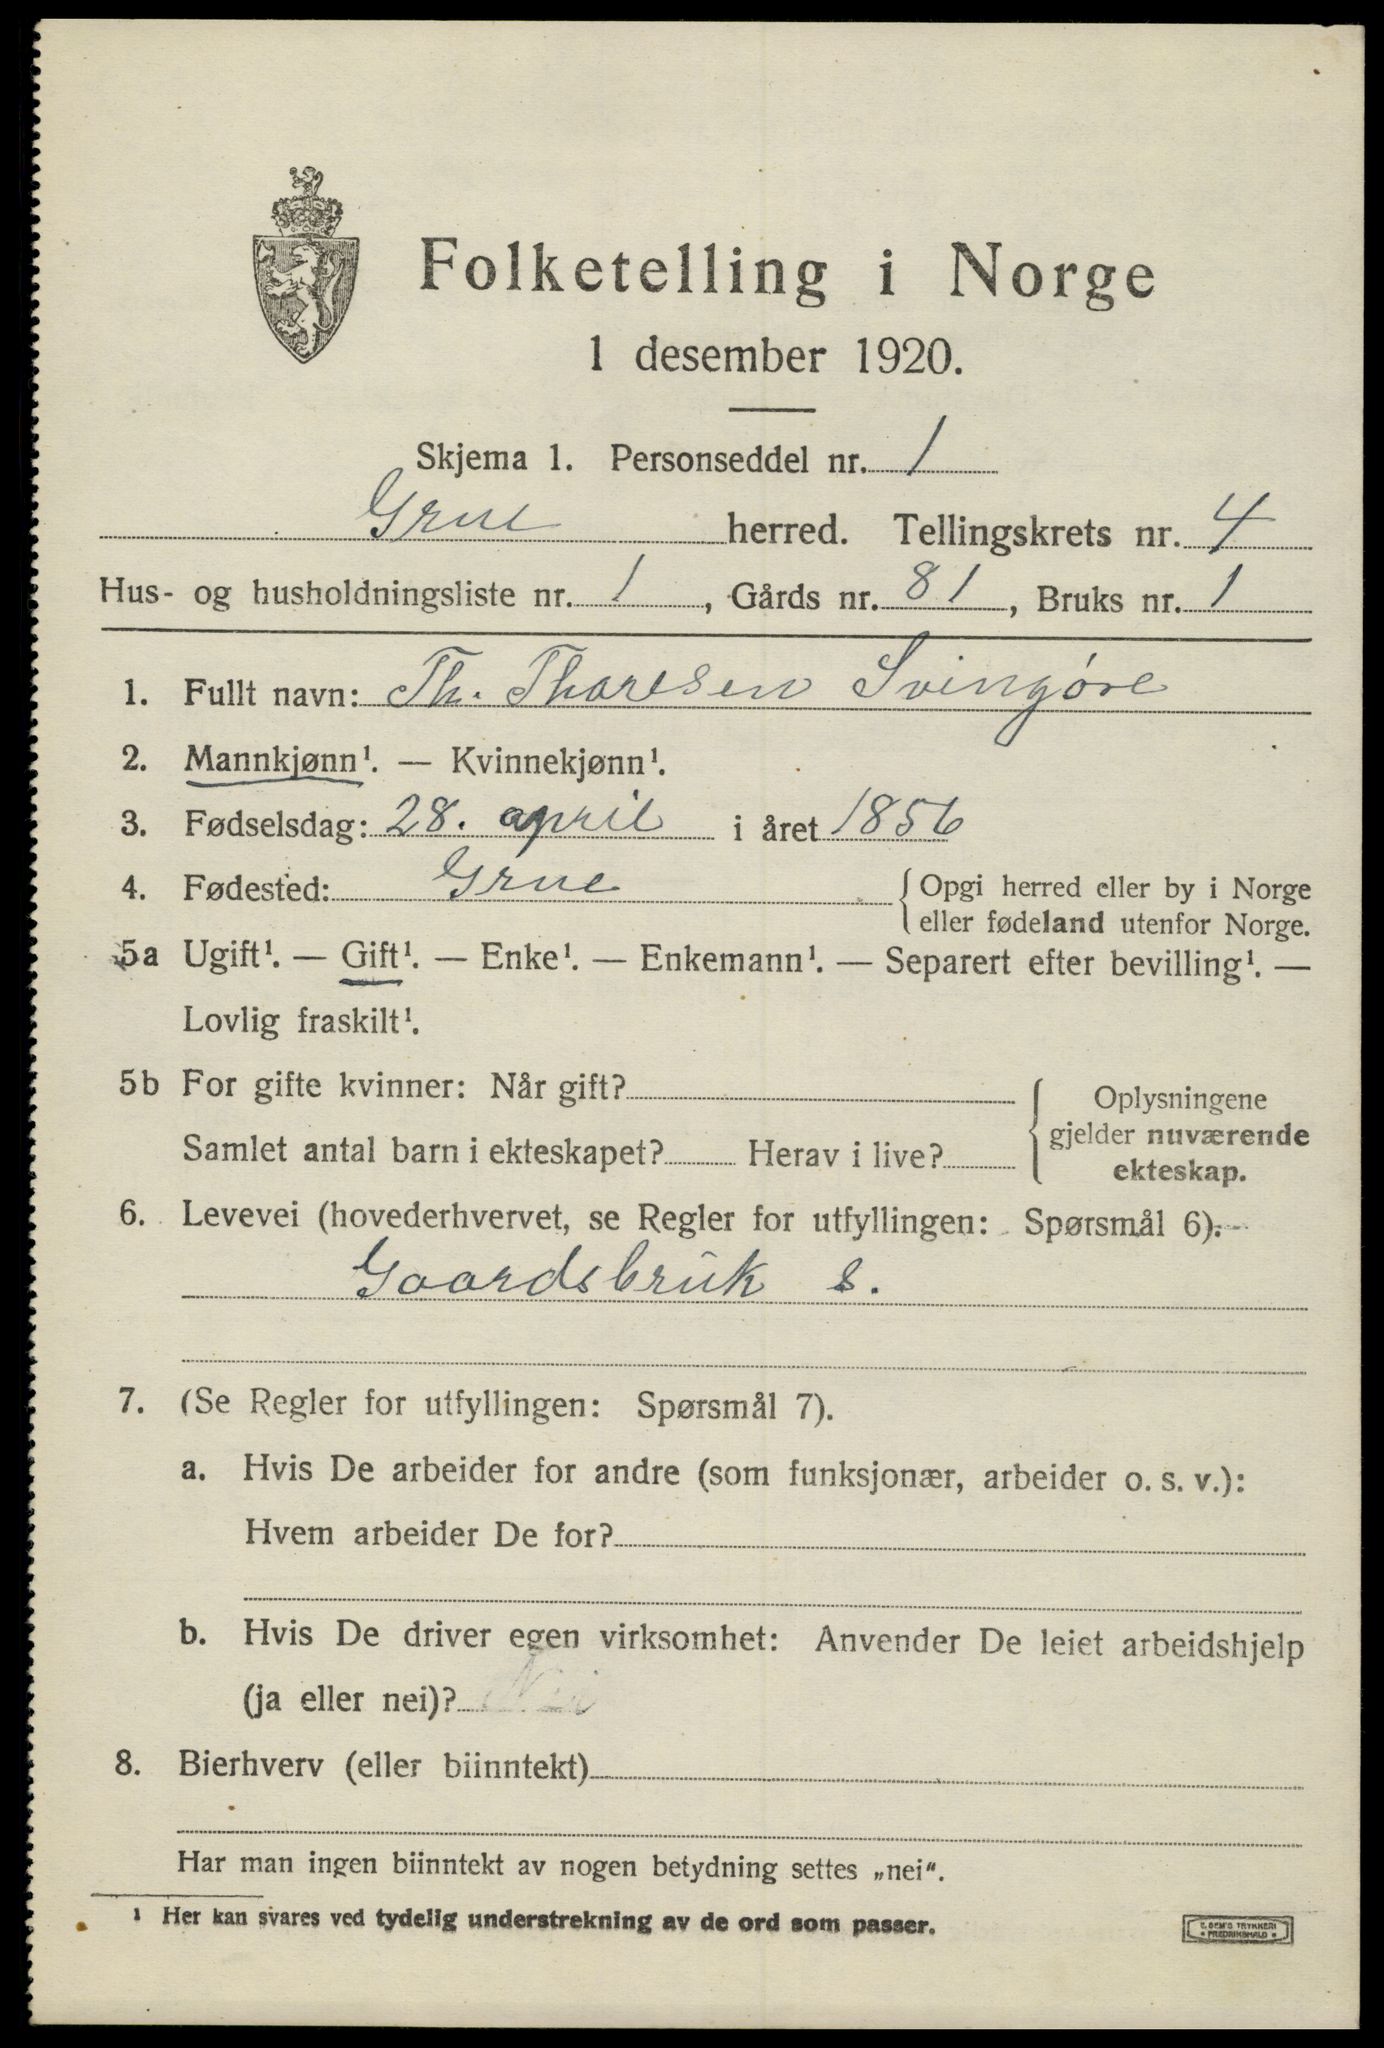 Folketelling i Norge
1 desember 1920.
Skjema 1. Personseddel nr. 1
Grue herred. Tellingskrets nr. 4
Hus- og husholdningsliste nr. 1, Gårds nr. 81, Bruks nr. 1
1. Fullt navn: Th. Thoresen Svingøre
2. Mannkjønn¹. — Kvinnekjønn¹.
3. Fødselsdag: 28. april i året 1856
4. Fødested: Grue {Opgi herred eller by i Norge
eller fødeland utenfor Norge.
5a Ugift¹. — Gift¹. — Enke¹. — Enkemann¹. — Separert efter bevilling¹. —
Lovlig fraskilt¹.
5b For gifte kvinner: Når gift?
Samlet antal barn i ekteskapet? Herav i live?
{Oplysningene
gjelder nuværende
ekteskap.
6. Levevei (hovederhvervet, se Regler for utfyllingen: Spørsmål 6).
Gaardsbruk s.
7. (Se Regler for utfyllingen: Spørsmål 7).
a. Hvis De arbeider for andre (som funksjonær, arbeider o. s. v.):
Hvem arbeider De for?
b. Hvis De driver egen virksomhet: Anvender De leiet arbeidshjelp
(ja eller nei)? Nei
8. Bierhverv (eller biinntekt)
Har man ingen biinntekt av nogen betydning settes „nei“.
¹ Her kan svares ved tydelig understrekning av de ord som passer.
E. SEM'S TRYKKERI
FREDRIKSHALD